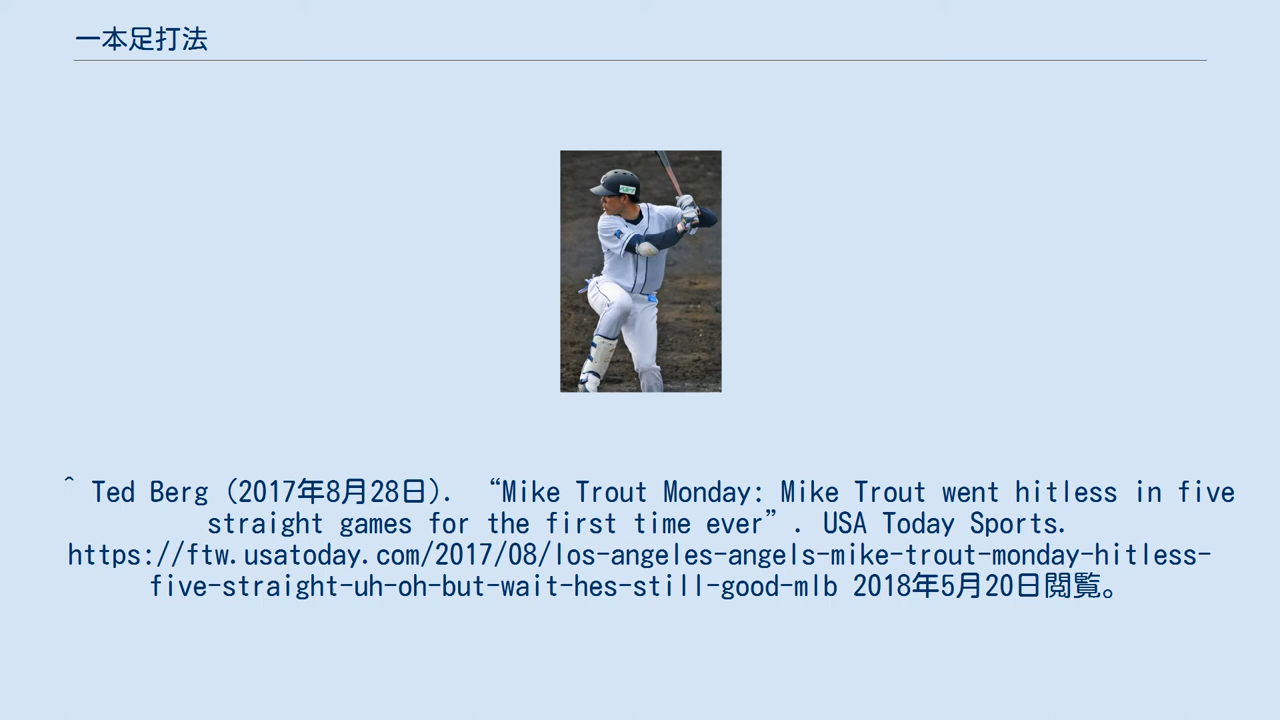 一本足打法
^ Ted Berg (2017年8月28日). “Mike Trout Monday: Mike Trout went hitless in five
straight games for the first time ever”. USA Today Sports.
https://ftw.usatoday.com/2017/08/los-angeles-angels-mike-trout-monday-hitless-
five-straight-uh-oh-but-wait-hes-still-good-mlb 2018年5月20日閲覧。